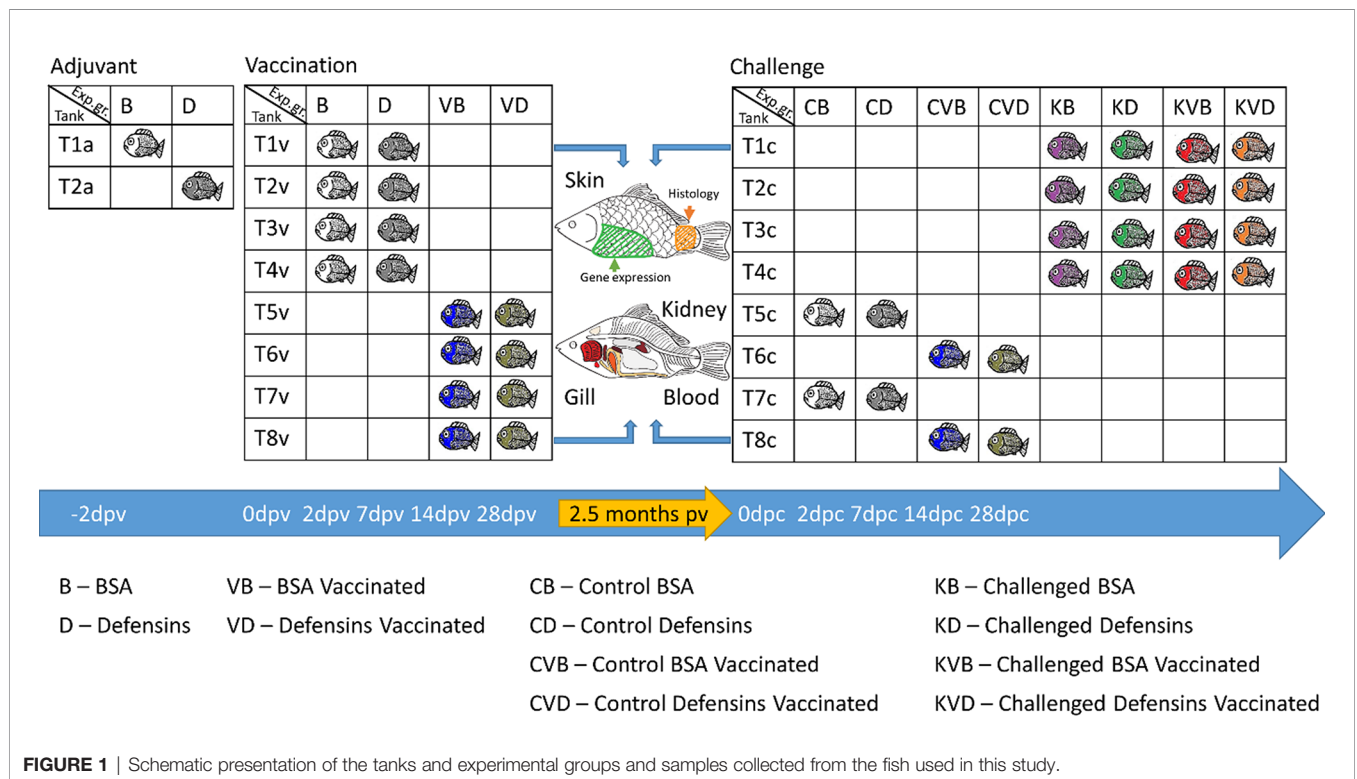 Adjuvant
Exp.gr. B D
Tank
T1a
T2a
Vaccination
Exp.gr. B D VB VD
Tank
T1v
T2v
T3v
T4v
T5v
T6v
T7v
T8v
Skin
Histology
Gene expression
Kidney
Gill Blood
Challenge
Exp.gr. CB CD CVB CVD KB KD KVB KVD
Tank
T1c
T2c
T3c
T4c
T5c
T6c
T7c
T8c
-2dpv 0dpv 2dpv 7dpv 14dpv 28dpv 2.5 months pv 0dpc 2dpc 7dpc 14dpc 28dpc
B – BSA
D – Defensins
VB – BSA Vaccinated
VD – Defensins Vaccinated
CB – Control BSA
CD – Control Defensins
CVB – Control BSA Vaccinated
CVD – Control Defensins Vaccinated
KB – Challenged BSA
KD – Challenged Defensins
KVB – Challenged BSA Vaccinated
KVD – Challenged Defensins Vaccinated
FIGURE 1 | Schematic presentation of the tanks and experimental groups and samples collected from the fish used in this study.